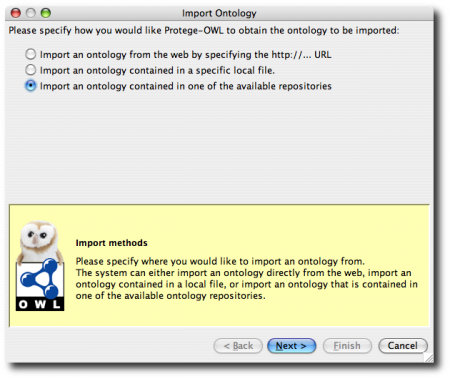 Import Ontology
Please specify how you would like Protege-OWL to obtain the ontology to be imported:
Import an ontology from the web by specifying the http://... URL
Import an ontology contained in a specific local file.
Import an ontology contained in one of the available repositories
Import methods
Please specify where you would like to import an ontology from.
The system can either import an ontology directly from the web, import an
ontology contained in a local file, or import an ontology that is contained in
one of the available ontology repositories.
OWL
< Back Next > Finish Cancel